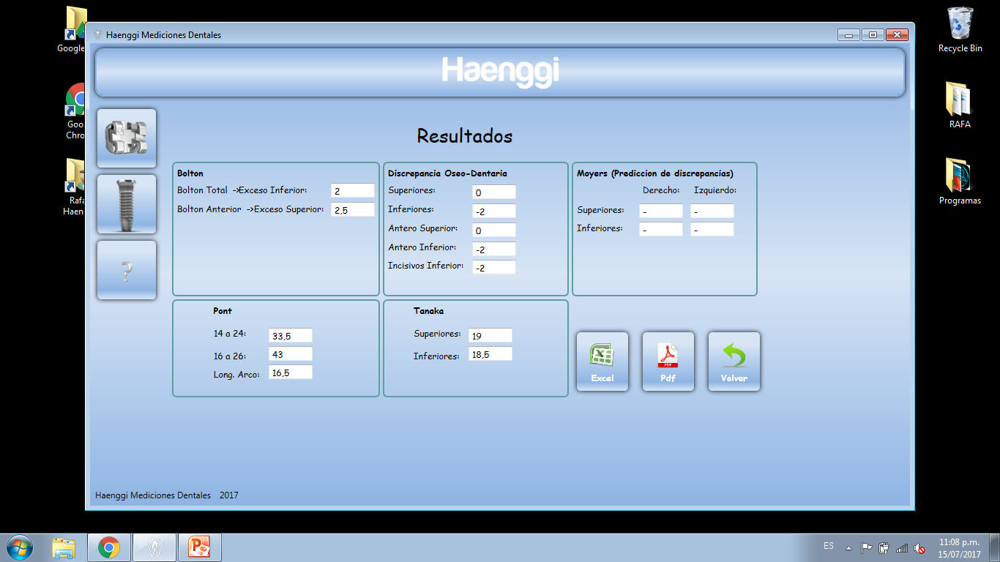 Google
Goo
Chro
Rafa
Haen
Haenggi Mediciones Dentales
Haenggi
Resultados
Bolton
Bolton Total ->Exceso Inferior: 2
Bolton Anterior ->Exceso Superior: 2,5
Discrepancia Oseo-Dentaria
Superiores: 0
Inferiores: -2
Antero Superior: 0
Antero Inferior: -2
Incisivos Inferior: -2
Moyers (Prediccion de discrepancias)
Derecho: Izquierdo:
Superiores: - -
Inferiores: - -
Pont
14 a 24: 33,5
16 a 26: 43
Long. Arco: 16,5
Tanaka
Superiores: 19
Inferiores: 18,5
Excel
PDF
Pdf
Volver
?
Haenggi Mediciones Dentales 2017
Recycle Bin
RAFA
Programas
ES
11:08 p.m.
15/07/2017